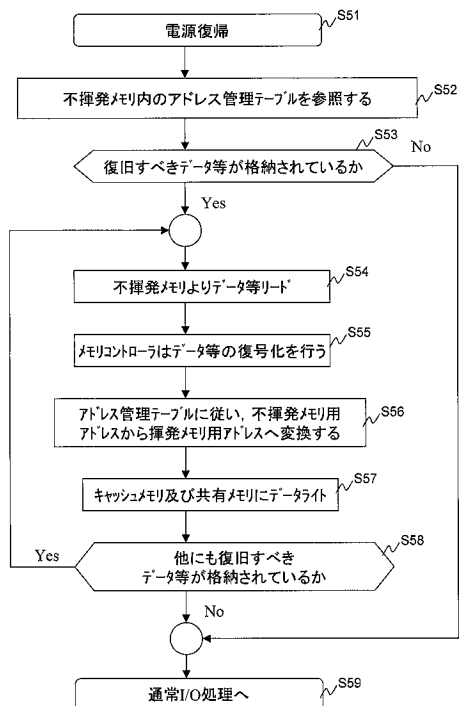 電源復帰
S51
不揮発メモリ内のアドレス管理テーブルを参照する
S52
復旧すべきデータ等が格納されているか
S53
No
Yes
不揮発メモリよりデータ等リード
S54
メモリコントローラはデータ等の復号化を行う
S55
アドレス管理テーブルに従い，不揮発メモリ用
アドレスから揮発メモリ用アドレスへ変換する
S56
キャッシュメモリ及び共有メモリにデータライト
S57
他にも復旧すべき
データ等が格納されているか
S58
Yes
No
通常I/O処理へ
S59